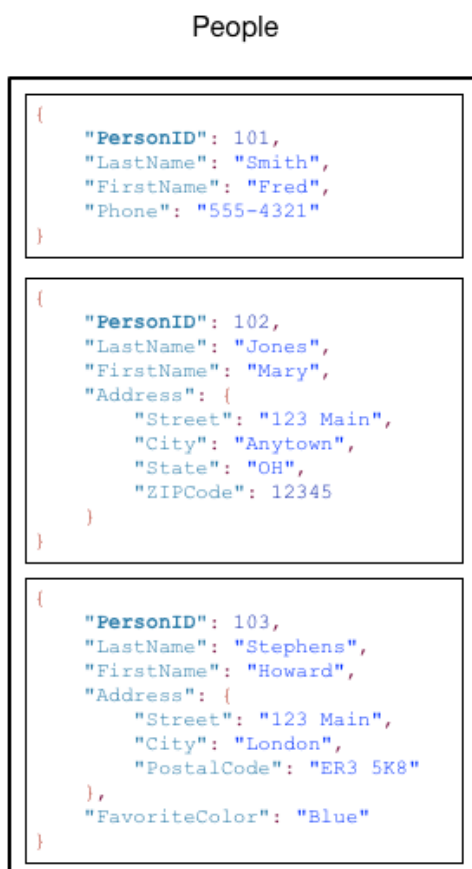 People
{
    "PersonID": 101,
    "LastName": "Smith",
    "FirstName": "Fred",
    "Phone": "555-4321"
}
{
    "PersonID": 102,
    "LastName": "Jones",
    "FirstName": "Mary",
    "Address": {
        "Street": "123 Main",
        "City": "Anytown",
        "State": "OH",
        "ZIPCode": 12345
    }
}
{
    "PersonID": 103,
    "LastName": "Stephens",
    "FirstName": "Howard",
    "Address": {
        "Street": "123 Main",
        "City": "London",
        "PostalCode": "ER3 5K8"
    },
    "FavoriteColor": "Blue"
}